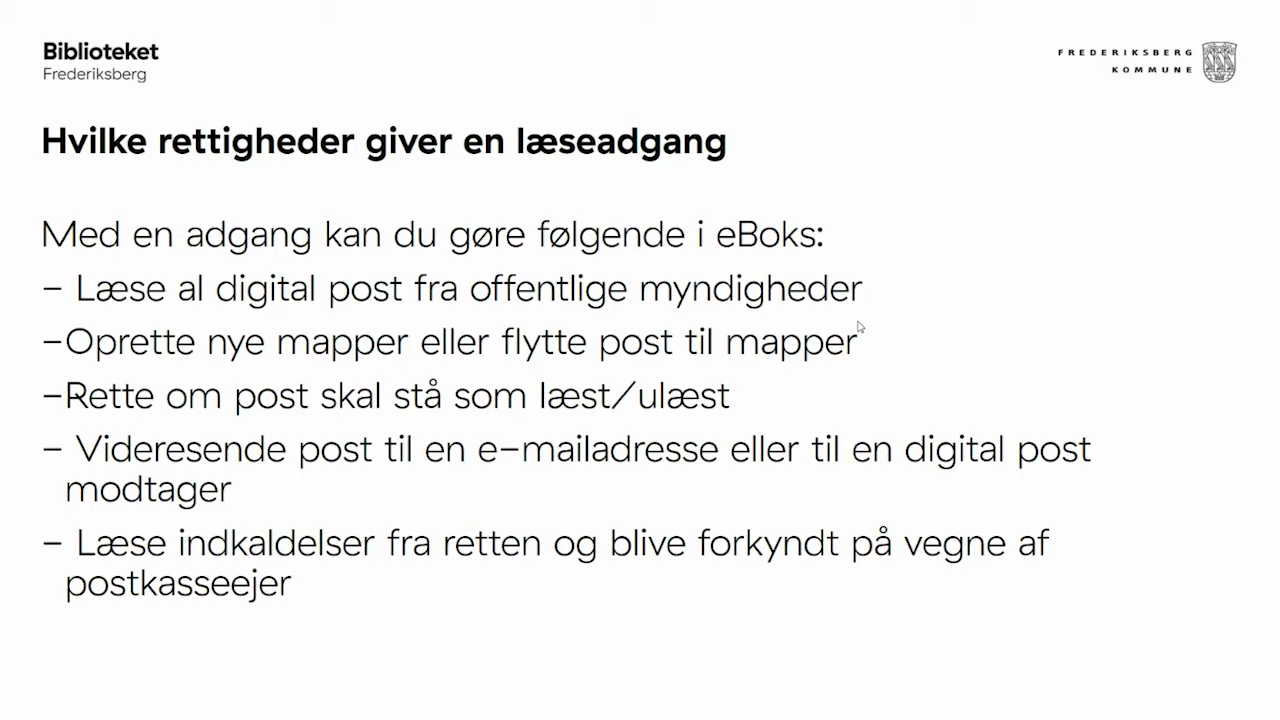 Biblioteket
Frederiksberg
FREDERIKSBERG
KOMMUNE
Hvilke rettigheder giver en læseadgang
Med en adgang kan du gøre følgende i eBoks:
– Læse al digital post fra offentlige myndigheder
–Oprette nye mapper eller flytte post til mapper
–Rette om post skal stå som læst/ulæst
– Videresende post til en e–mailadresse eller til en digital post
modtager
– Læse indkaldelser fra retten og blive forkyndt på vegne af
postkasseejer